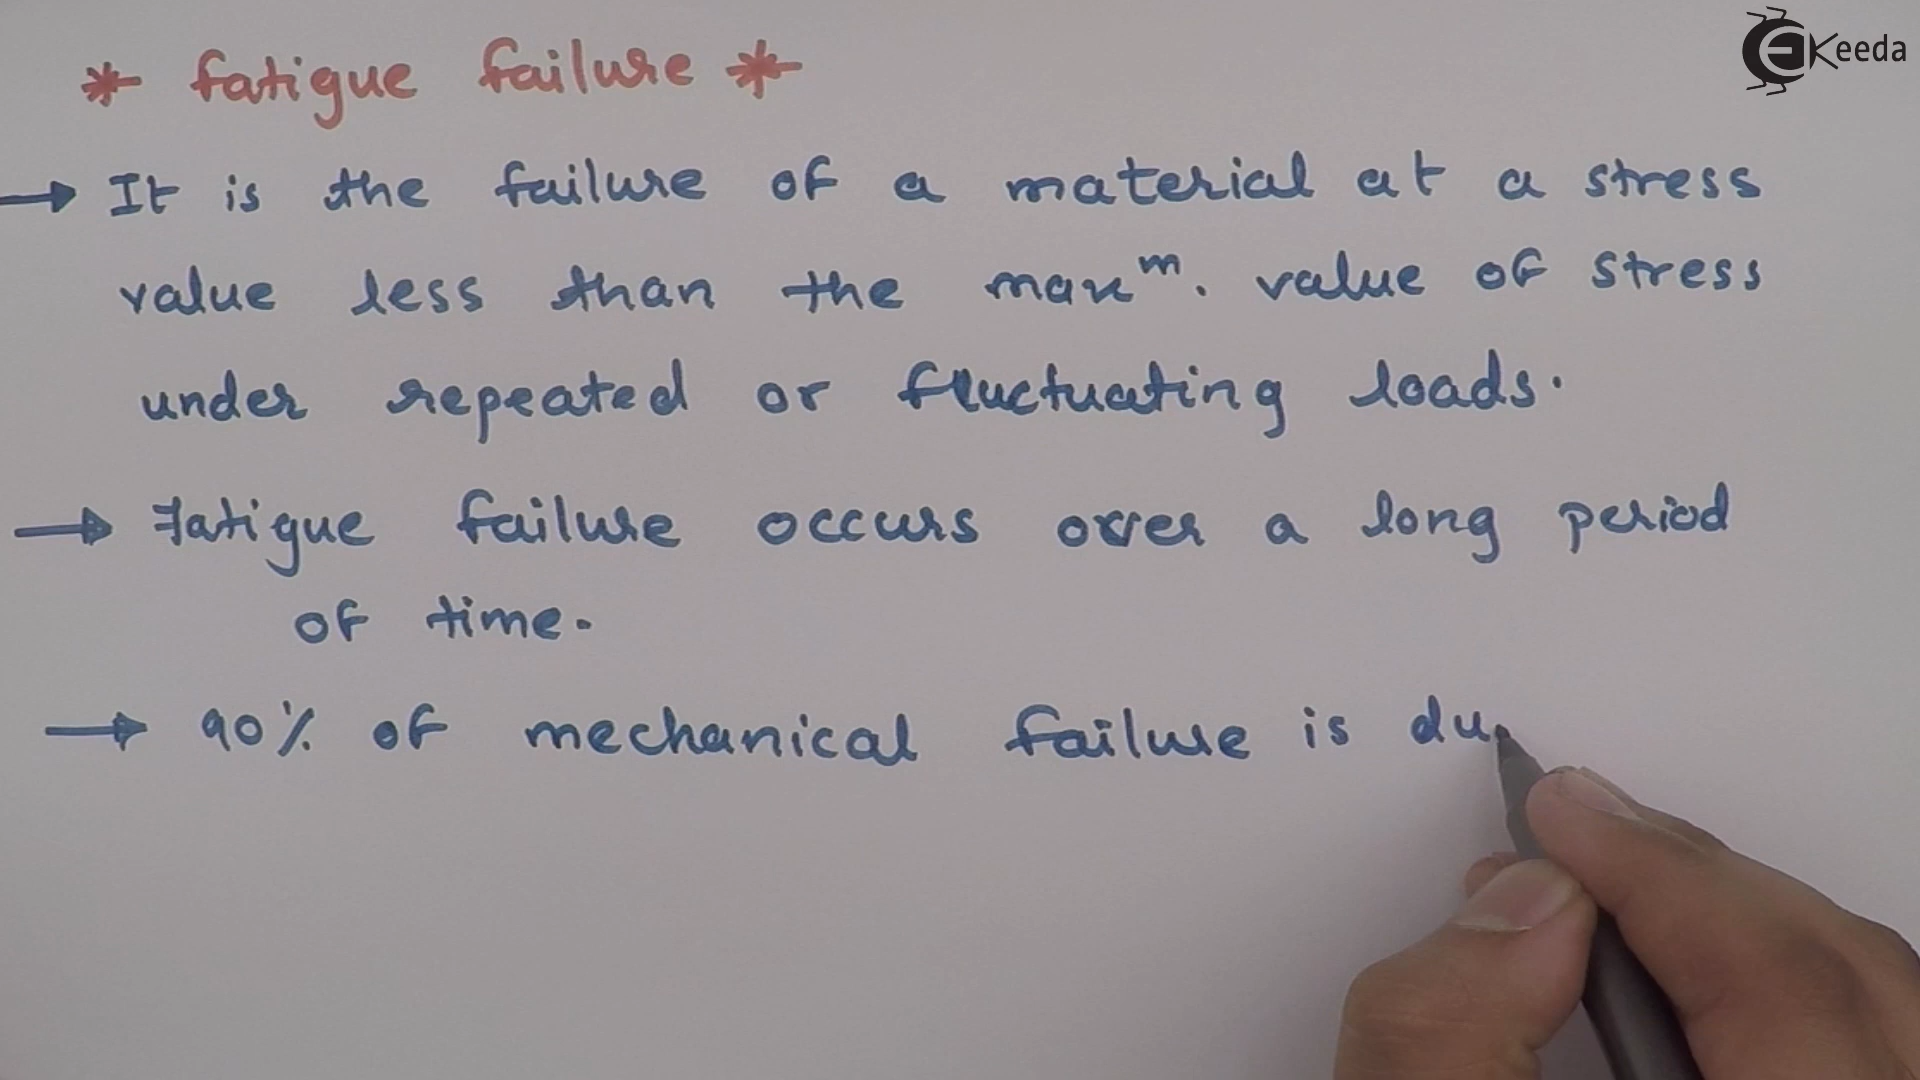 Keeda
* fatigue failure *
→ It is the failure of a material at a stress
value less than the maxᵐ. value of stress
under repeated or fluctuating loads.
→ Fatigue failure occurs over a long period
of time.
→ 90% of mechanical failure is du